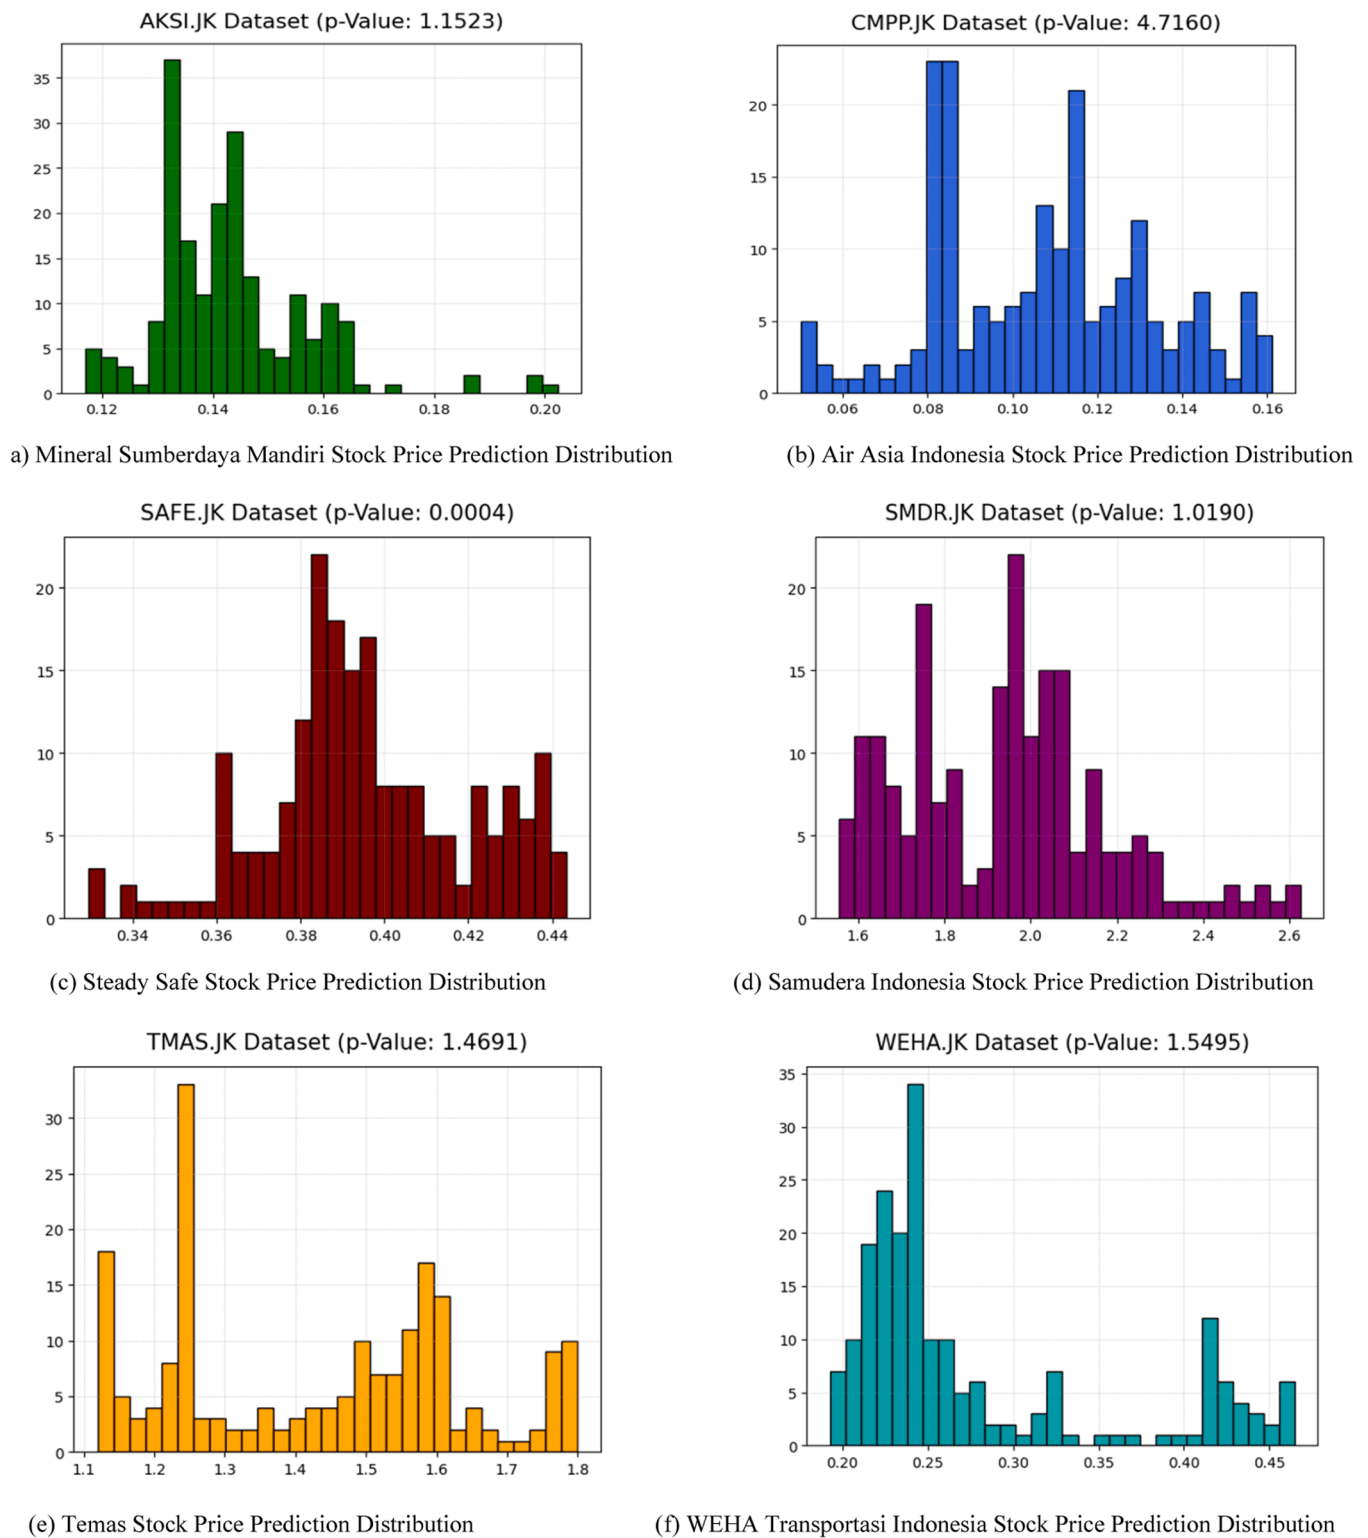 AKSI.JK Dataset (p-Value: 1.1523)
35
30
25
20
15
10
5
0
0.12 0.14 0.16 0.18 0.20
a) Mineral Sumberdaya Mandiri Stock Price Prediction Distribution
CMPP.JK Dataset (p-Value: 4.7160)
20
15
10
5
0
0.06 0.08 0.10 0.12 0.14 0.16
(b) Air Asia Indonesia Stock Price Prediction Distribution
SAFE.JK Dataset (p-Value: 0.0004)
20
15
10
5
0
0.34 0.36 0.38 0.40 0.42 0.44
(c) Steady Safe Stock Price Prediction Distribution
SMDR.JK Dataset (p-Value: 1.0190)
20
15
10
5
0
1.6 1.8 2.0 2.2 2.4 2.6
(d) Samudera Indonesia Stock Price Prediction Distribution
TMAS.JK Dataset (p-Value: 1.4691)
30
25
20
15
10
5
0
1.1 1.2 1.3 1.4 1.5 1.6 1.7 1.8
(e) Temas Stock Price Prediction Distribution
WEHA.JK Dataset (p-Value: 1.5495)
35
30
25
20
15
10
5
0
0.20 0.25 0.30 0.35 0.40 0.45
(f) WEHA Transportasi Indonesia Stock Price Prediction Distribution